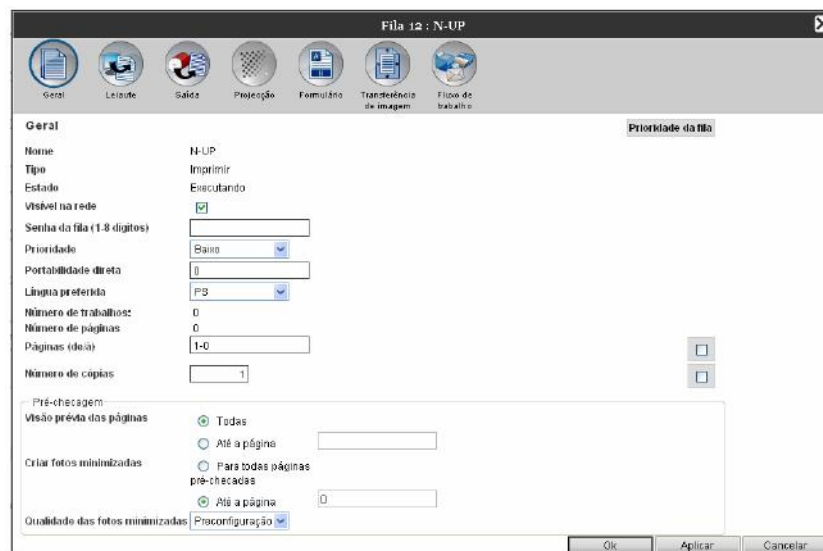 Fila 12 : N-UP
Geral Leiaute Saída Projecção Formulário Transferência de imagem Fluxo de trabalho
Geral
Prioridade da fila
Nome N-UP
Tipo Imprimir
Estado Executando
Visível na rede
Senha da fila (1-8 dígitos)
Prioridade Baixo
Portabilidade direta 0
Língua preferida PS
Número de trabalhos: 0
Número de páginas 0
Páginas (de/à) 1-0
Número de cópias 1
Pré-checagem
Visão prévia das páginas Todas
Até a página
Criar fotos minimizadas Para todas páginas
pré-checadas
Até a página 0
Qualidade das fotos minimizadas Preconfiguração
Ok Aplicar Cancelar